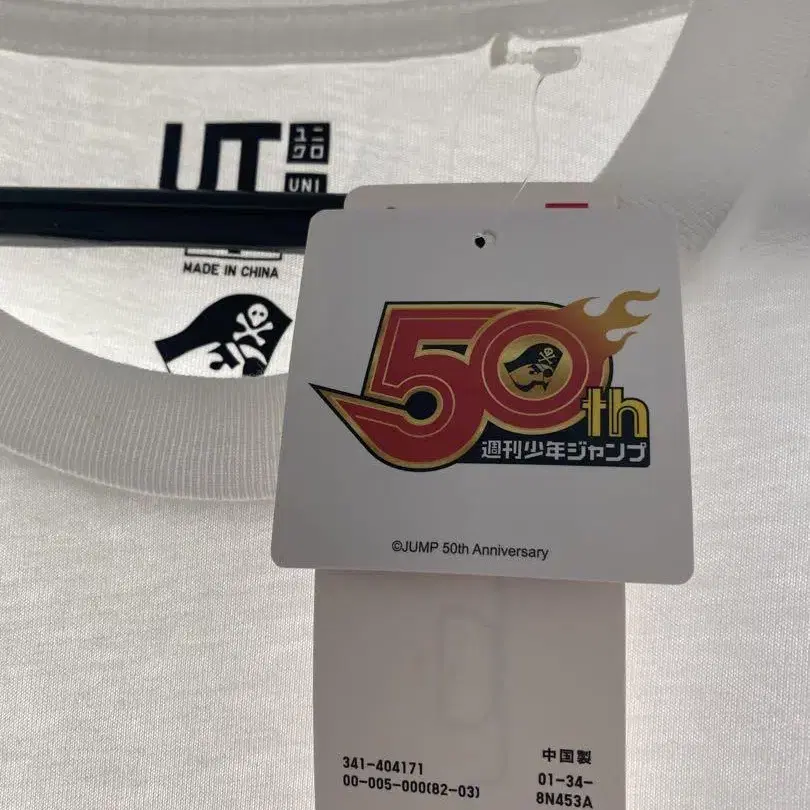 UT ユニクロ
UNI
MADE IN CHINA
50th
週刊少年ジャンプ
©JUMP 50th Anniversary
341-404171
00-005-000(82-03)
中国製
01-34-
8N453A